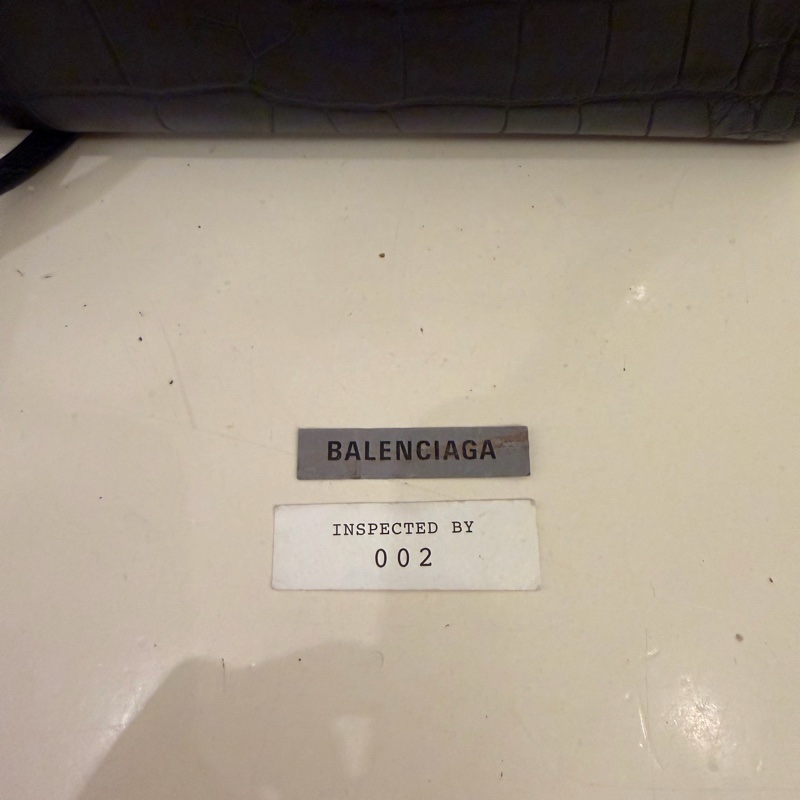 BALENCIAGA
INSPECTED BY
002